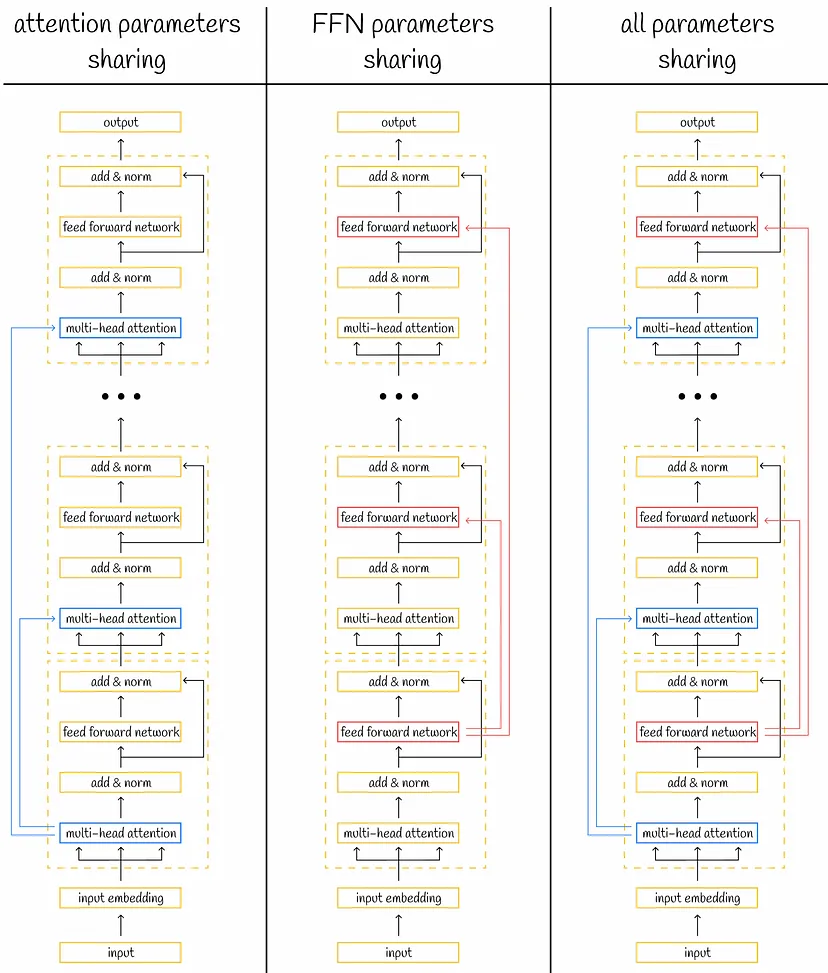 attention parameters
sharing
FFN parameters
sharing
all parameters
sharing
output
add & norm
feed forward network
add & norm
multi-head attention
• • •
add & norm
feed forward network
add & norm
multi-head attention
add & norm
feed forward network
add & norm
multi-head attention
input embedding
input
output
add & norm
feed forward network
add & norm
multi-head attention
• • •
add & norm
feed forward network
add & norm
multi-head attention
add & norm
feed forward network
add & norm
multi-head attention
input embedding
input
output
add & norm
feed forward network
add & norm
multi-head attention
• • •
add & norm
feed forward network
add & norm
multi-head attention
add & norm
feed forward network
add & norm
multi-head attention
input embedding
input